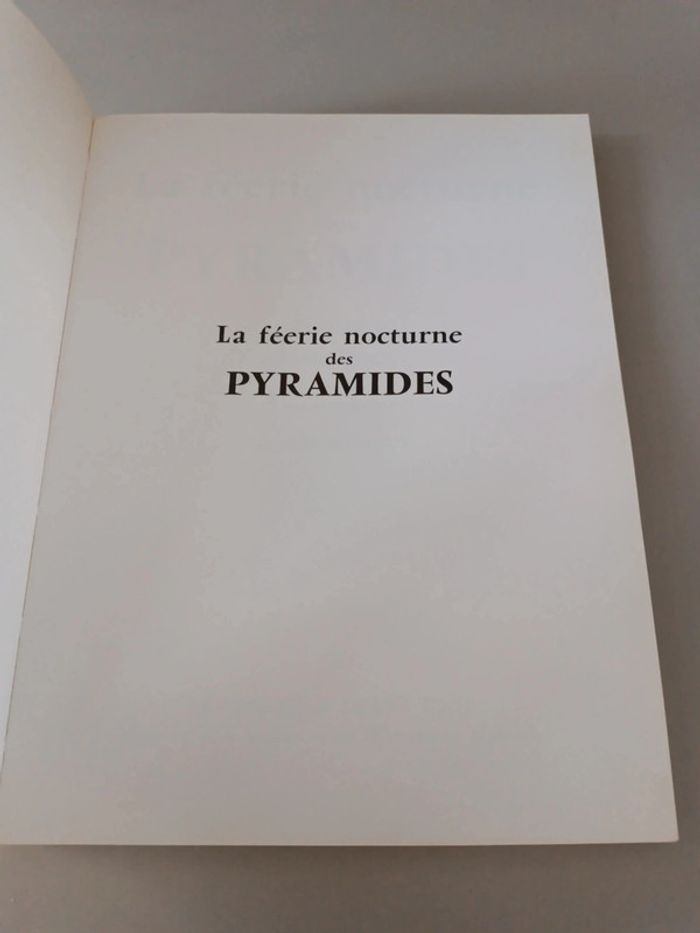 La féerie nocturne
des
PYRAMIDES